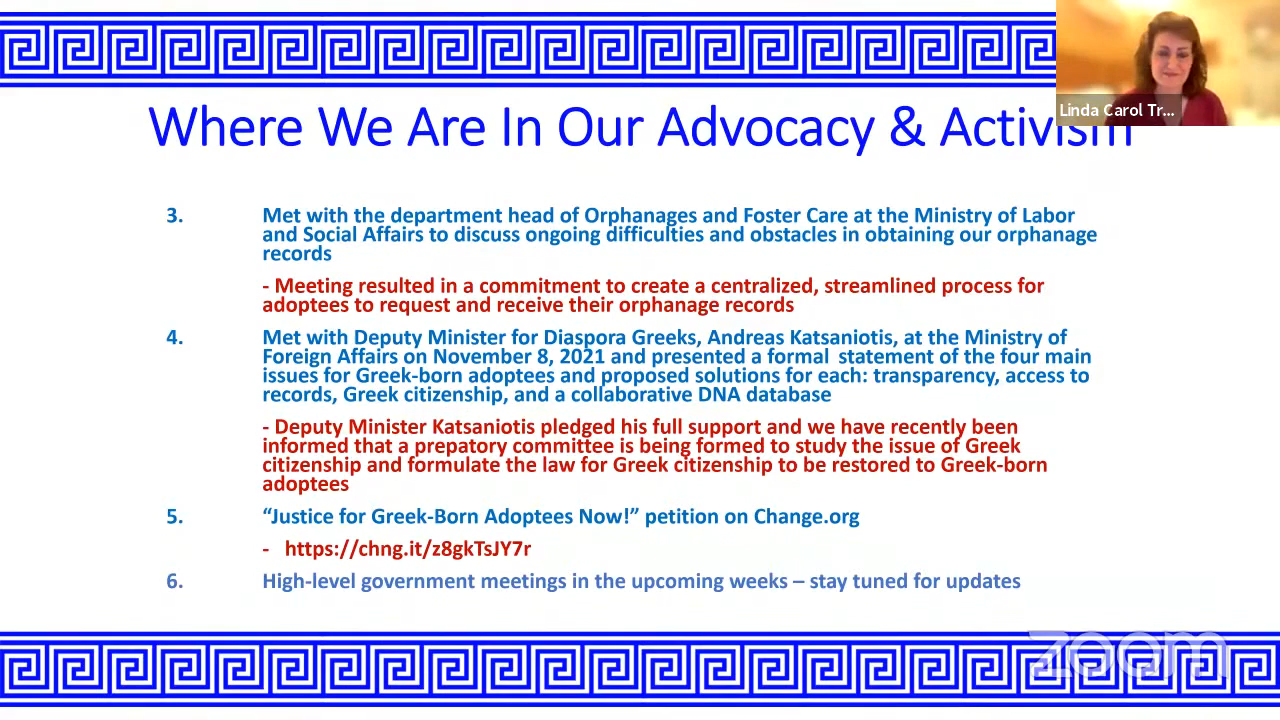 Where We Are In Our Advocacy & Activism
Linda Carol Tr...
3. Met with the department head of Orphanages and Foster Care at the Ministry of Labor
and Social Affairs to discuss ongoing difficulties and obstacles in obtaining our orphanage
records
- Meeting resulted in a commitment to create a centralized, streamlined process for
adoptees to request and receive their orphanage records
4. Met with Deputy Minister for Diaspora Greeks, Andreas Katsaniotis, at the Ministry of
Foreign Affairs on November 8, 2021 and presented a formal statement of the four main
issues for Greek-born adoptees and proposed solutions for each: transparency, access to
records, Greek citizenship, and a collaborative DNA database
- Deputy Minister Katsaniotis pledged his full support and we have recently been
informed that a prepatory committee is being formed to study the issue of Greek
citizenship and formulate the law for Greek citizenship to be restored to Greek-born
adoptees
5. “Justice for Greek-Born Adoptees Now!” petition on Change.org
- https://chng.it/z8gkTsJY7r
6. High-level government meetings in the upcoming weeks – stay tuned for updates
zoom